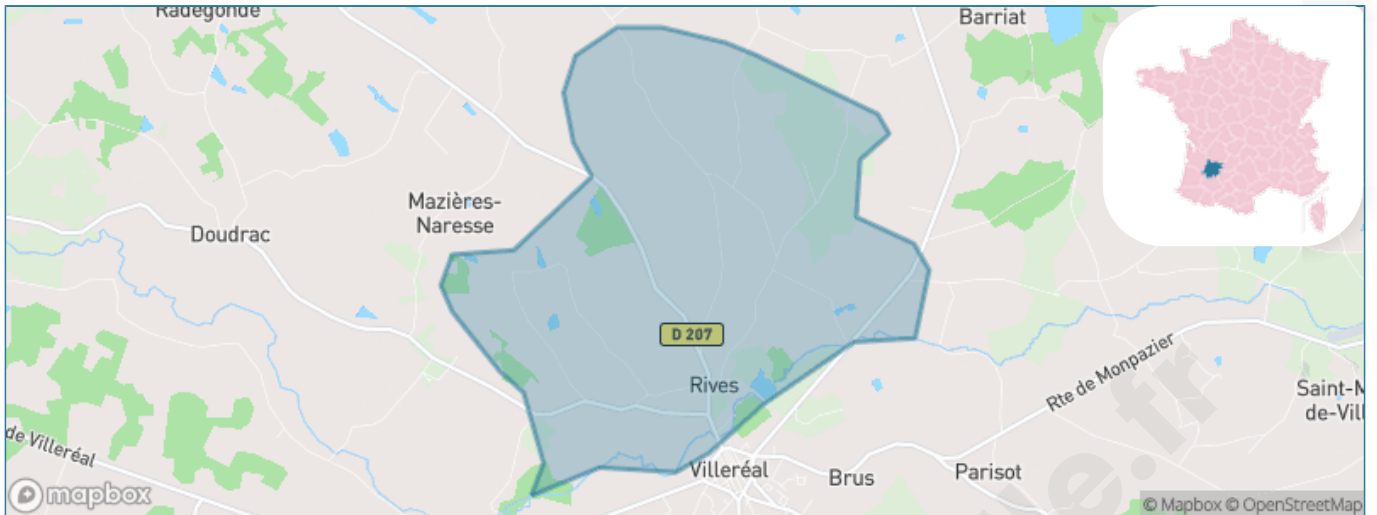 Radegonde
Barriat
Mazières-
Naresse
Doudrac
D 207
Rives
Rte de Monpazier
Saint-M
de-Vill
de Villeréal
Villeréal
Brus
Parisot
mapbox
© Mapbox © OpenStreetMap
e.fr